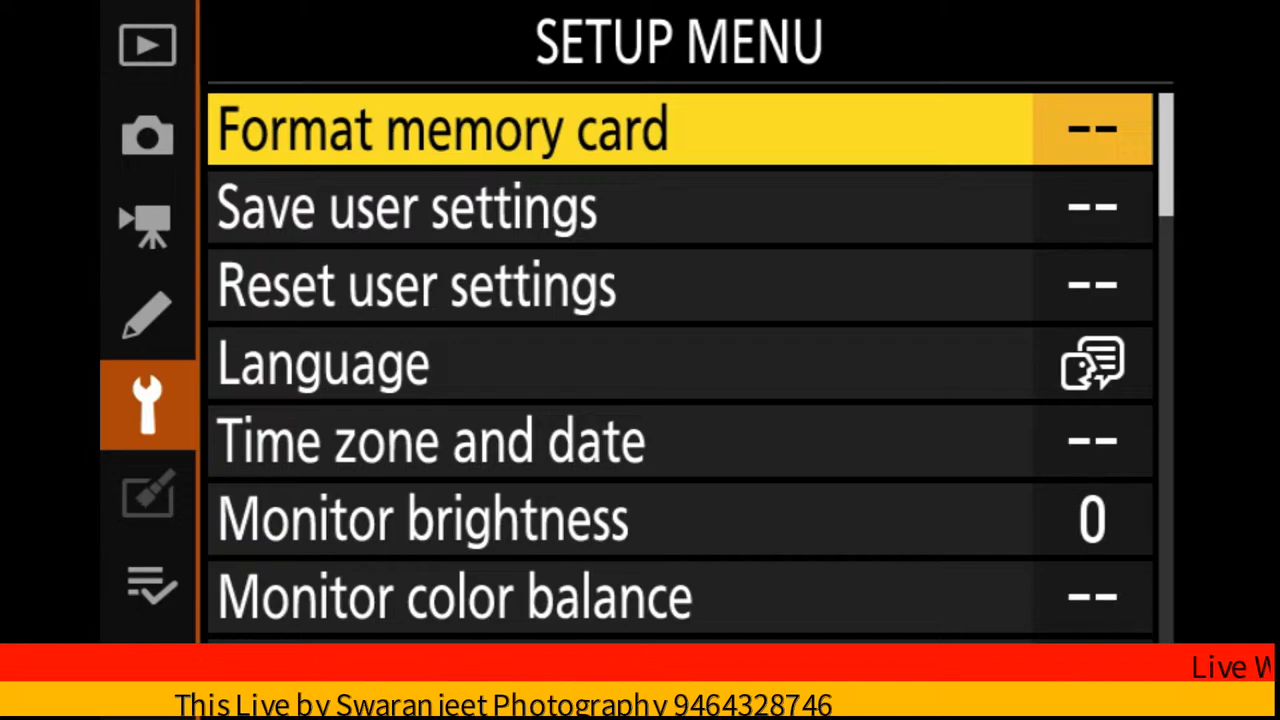 SETUP MENU
Format memory card --
Save user settings --
Reset user settings --
Language
Time zone and date --
Monitor brightness 0
Monitor color balance --
Live
This Live by Swaranjeet Photography 9464328746